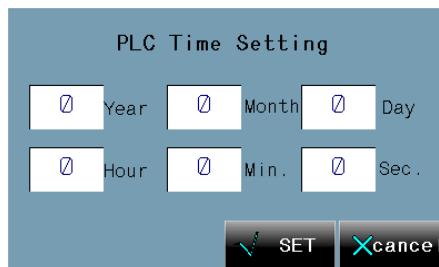 PLC Time Setting
0 Year 0 Month 0 Day
0 Hour 0 Min. 0 Sec.
SET cance